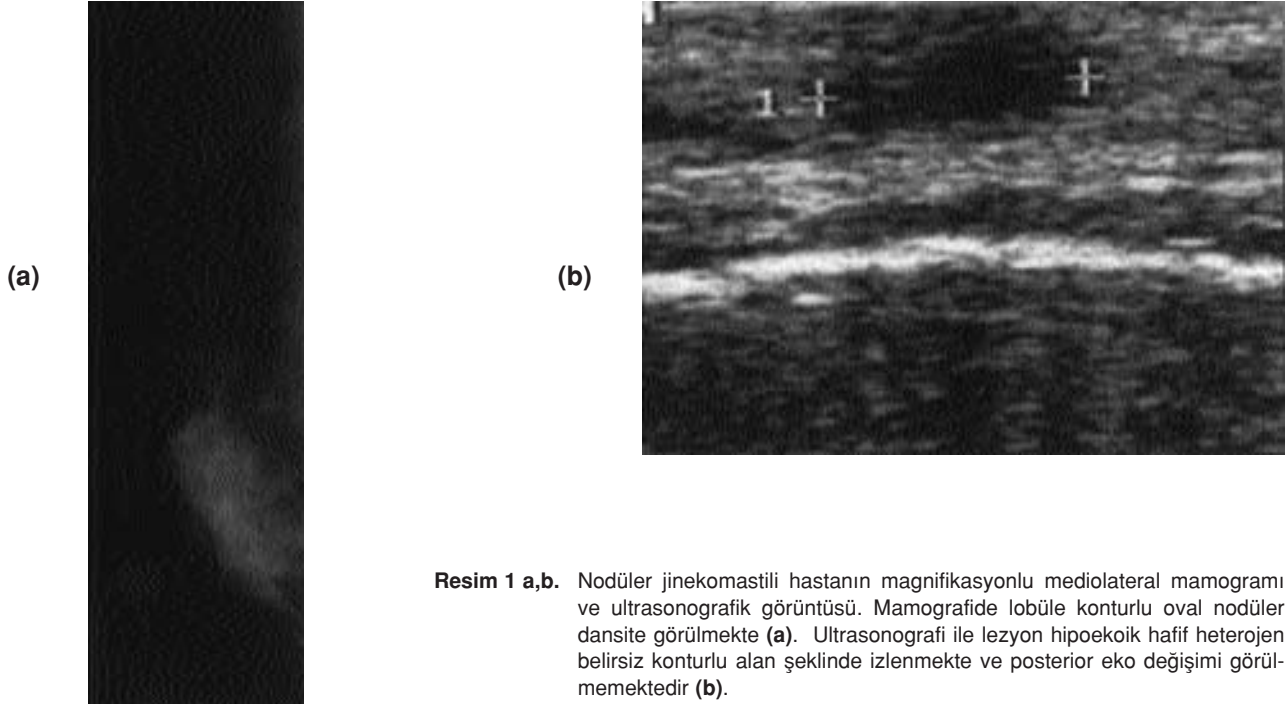 1
(a)
(b)
Resim 1 a,b. Nodüler jinekomastili hastanın magnifikasyonlu mediolateral mamogramı
ve ultrasonografik görüntüsü. Mamografide lobüle konturlu oval nodüler
dansite görülmekte (a). Ultrasonografi ile lezyon hipoekoik hafif heterojen
belirsiz konturlu alan şeklinde izlenmekte ve posterior eko değişimi görül-
memektedir (b).